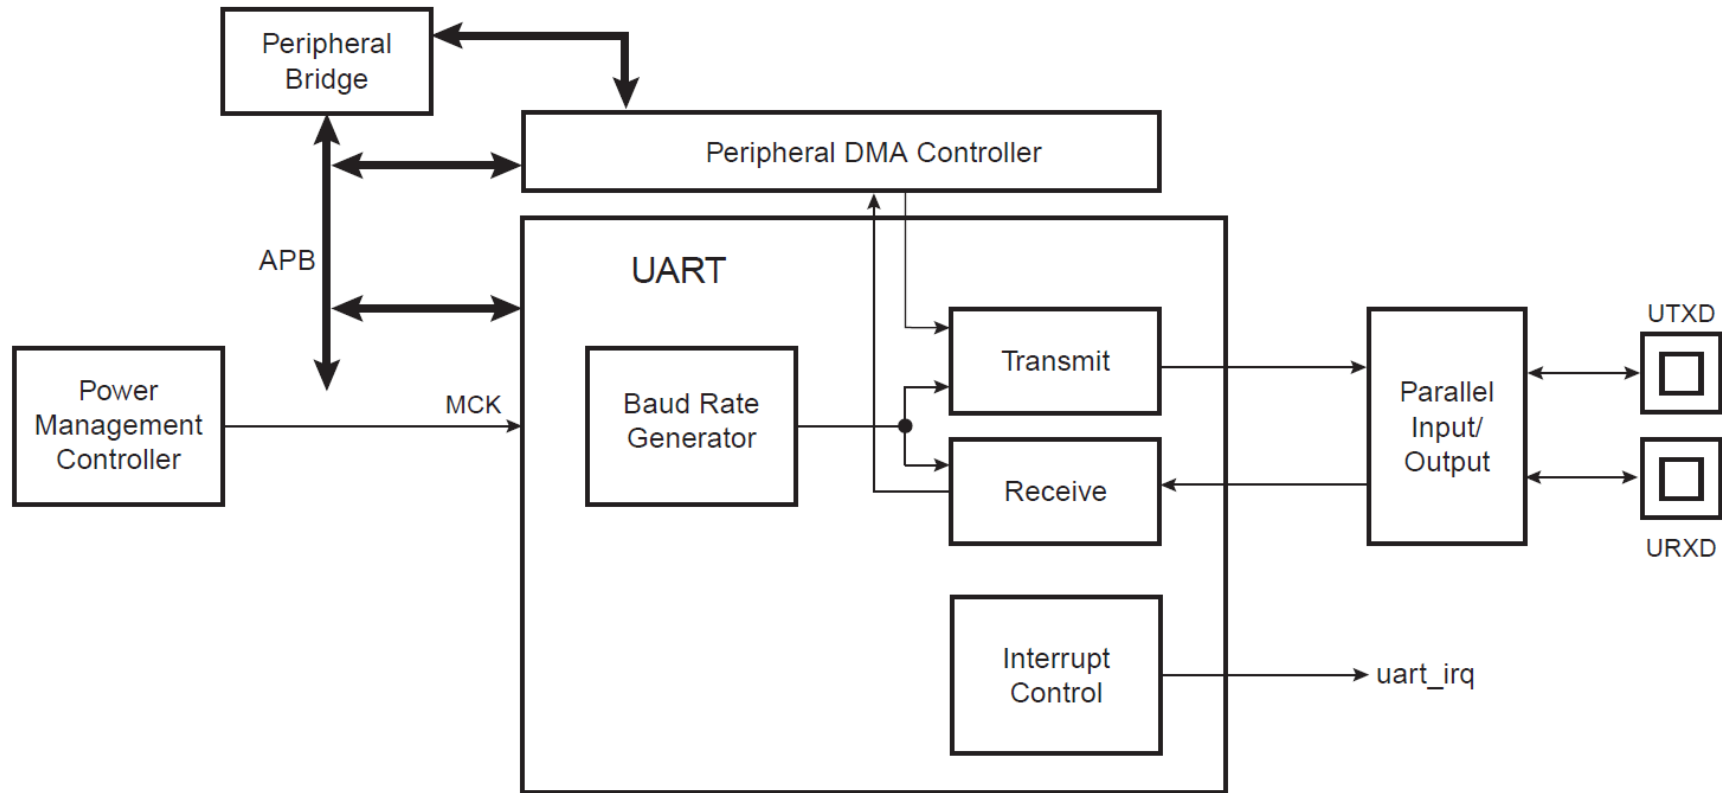 Peripheral
Bridge
Peripheral DMA Controller
APB
UART
Power
Management
Controller
MCK
Baud Rate
Generator
Transmit
Receive
Interrupt
Control
uart_irq
Parallel
Input/
Output
UTXD
URXD